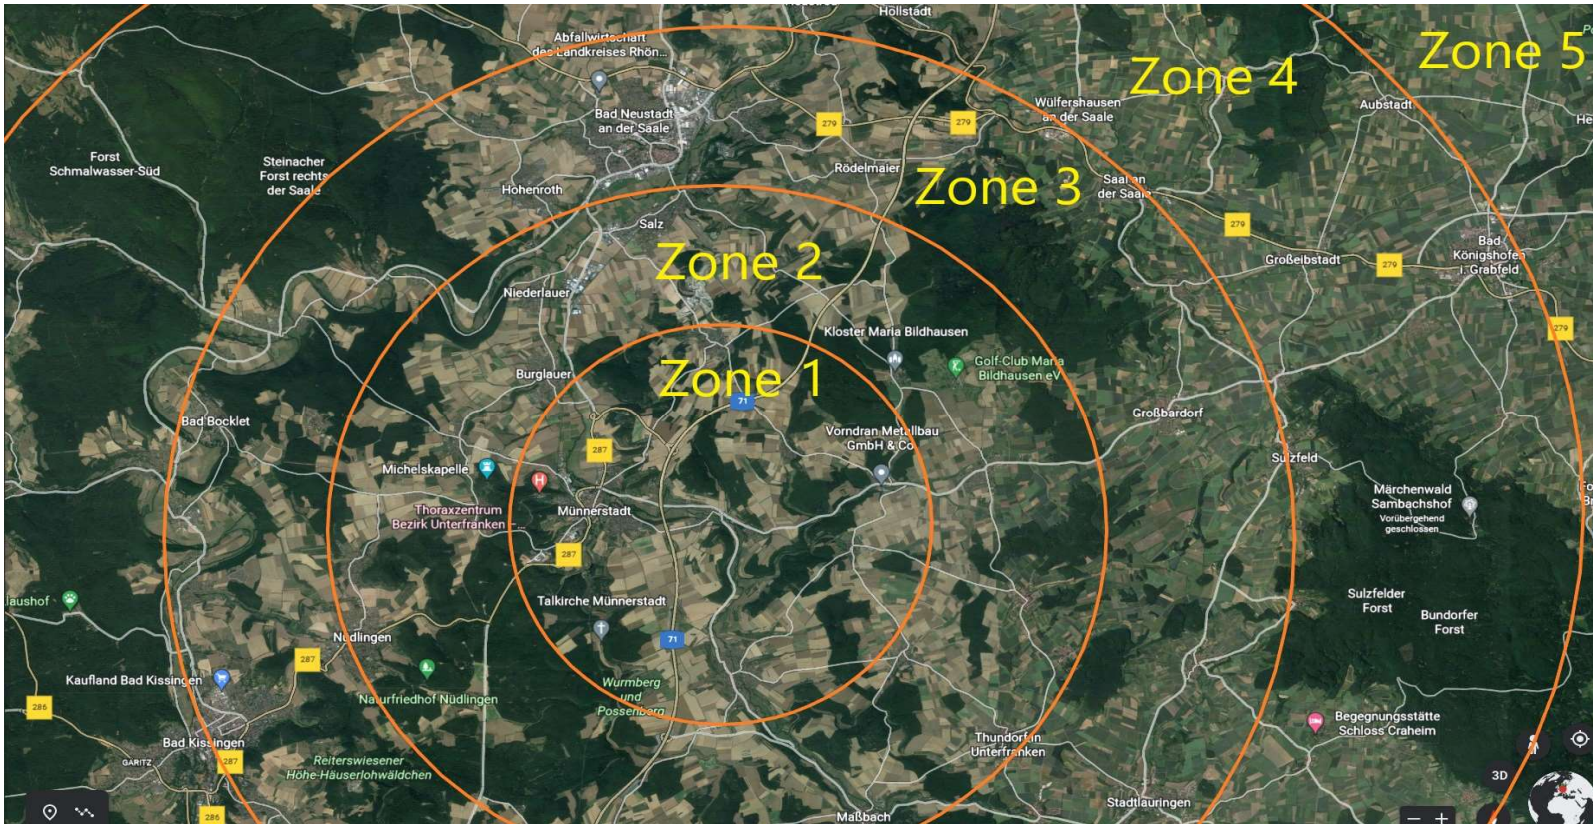 Höllstadt
Zone 5
Abfallwirtschaft
des Landkreises Rhön...
Zone 4
Wülfershausen
an der Saale
Aubstadt
Bad Neustadt
an der Saale
279
279
Forst
Schmalwasser-Süd
Steinacher
Forst rechts
der Saale
Hohenroth
Rödelmaier
Zone 3
Saal an
der Saale
Salz
279
Zone 2
Großeibstadt
Bad
Königshofen
i. Grabfeld
279
Niederlauer
279
Kloster Maria Bildhausen
Golf-Club Maria
Bildhausen eV
Burglauer
Zone 1
71
Bad Bocklet
Großbardorf
Vorndran Metallbau
GmbH & Co
287
Michelskapelle
Sulzfeld
Thoraxzentrum
Bezirk Unterfranken –...
Münnerstadt
Märchenwald
Sambachshof
Vorübergehend
geschlossen
287
laushof
Talkirche Münnerstadt
Sulzfelder
Forst
Bundorfer
Forst
Nüdlingen
71
287
Kaufland Bad Kissingen
Naturfriedhof Nüdlingen
Wurmberg
und
Possenberg
286
Begegnungsstätte
Schloss Craheim
Bad Kissingen
GARITZ
287
Reiterswiesener
Höhe-Häuserlohwäldchen
Thundorf in
Unterfranken
3D
Stadtlauringen
286
Maßbach